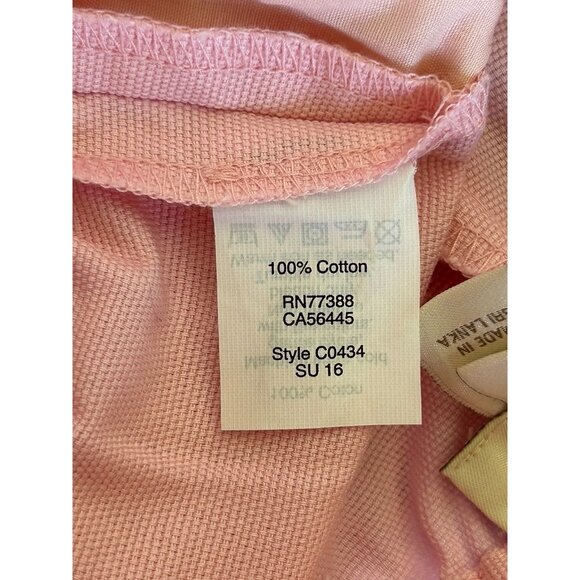 100% Cotton
RN77388
CA56445
Style C0434
SU 16
MADE IN
SRI LANKA